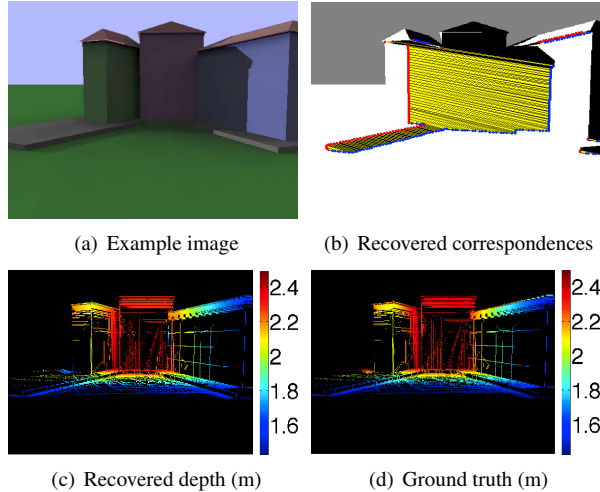 (a) Example image
(b) Recovered correspondences
2.4
2.2
2
1.8
1.6
2.4
2.2
2
1.8
1.6
(c) Recovered depth (m)
(d) Ground truth (m)